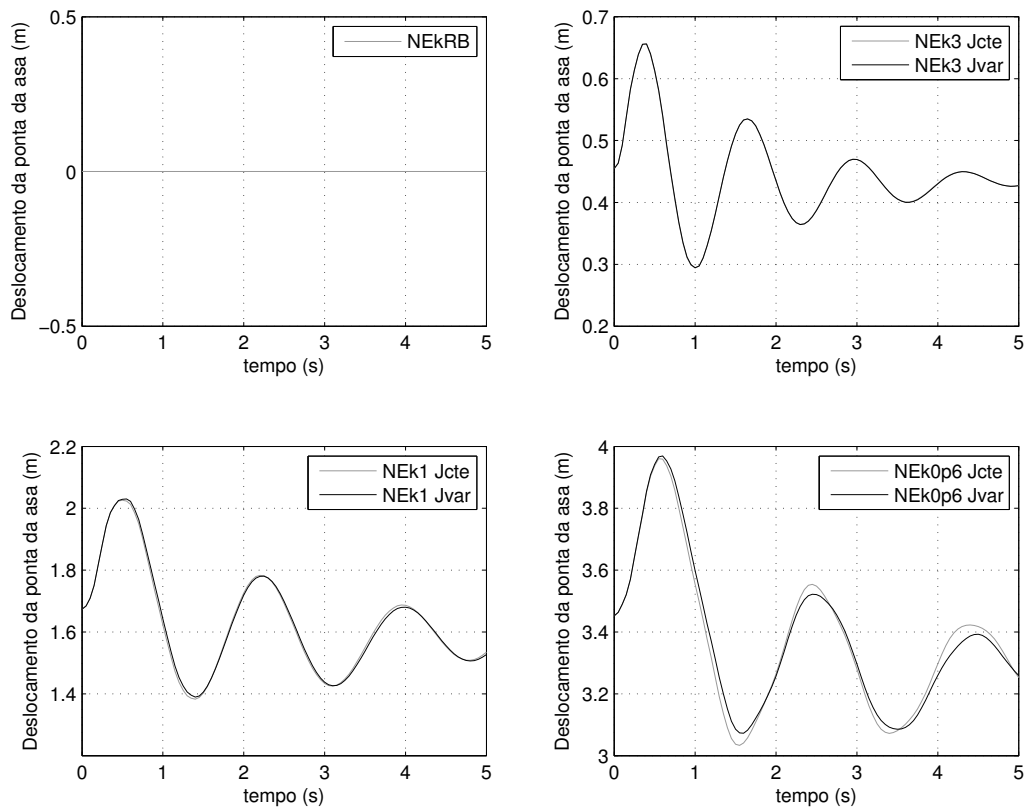 Deslocamento da ponta da asa (m)
0.5
0
−0.5
NEkRB
0 1 2 3 4 5
tempo (s)
Deslocamento da ponta da asa (m)
0.7
0.6
0.5
0.4
0.3
0.2
NEk3 Jcte
NEk3 Jvar
0 1 2 3 4 5
tempo (s)
Deslocamento da ponta da asa (m)
2.2
2
1.8
1.6
1.4
NEk1 Jcte
NEk1 Jvar
0 1 2 3 4 5
tempo (s)
Deslocamento da ponta da asa (m)
4
3.8
3.6
3.4
3.2
3
NEk0p6 Jcte
NEk0p6 Jvar
0 1 2 3 4 5
tempo (s)